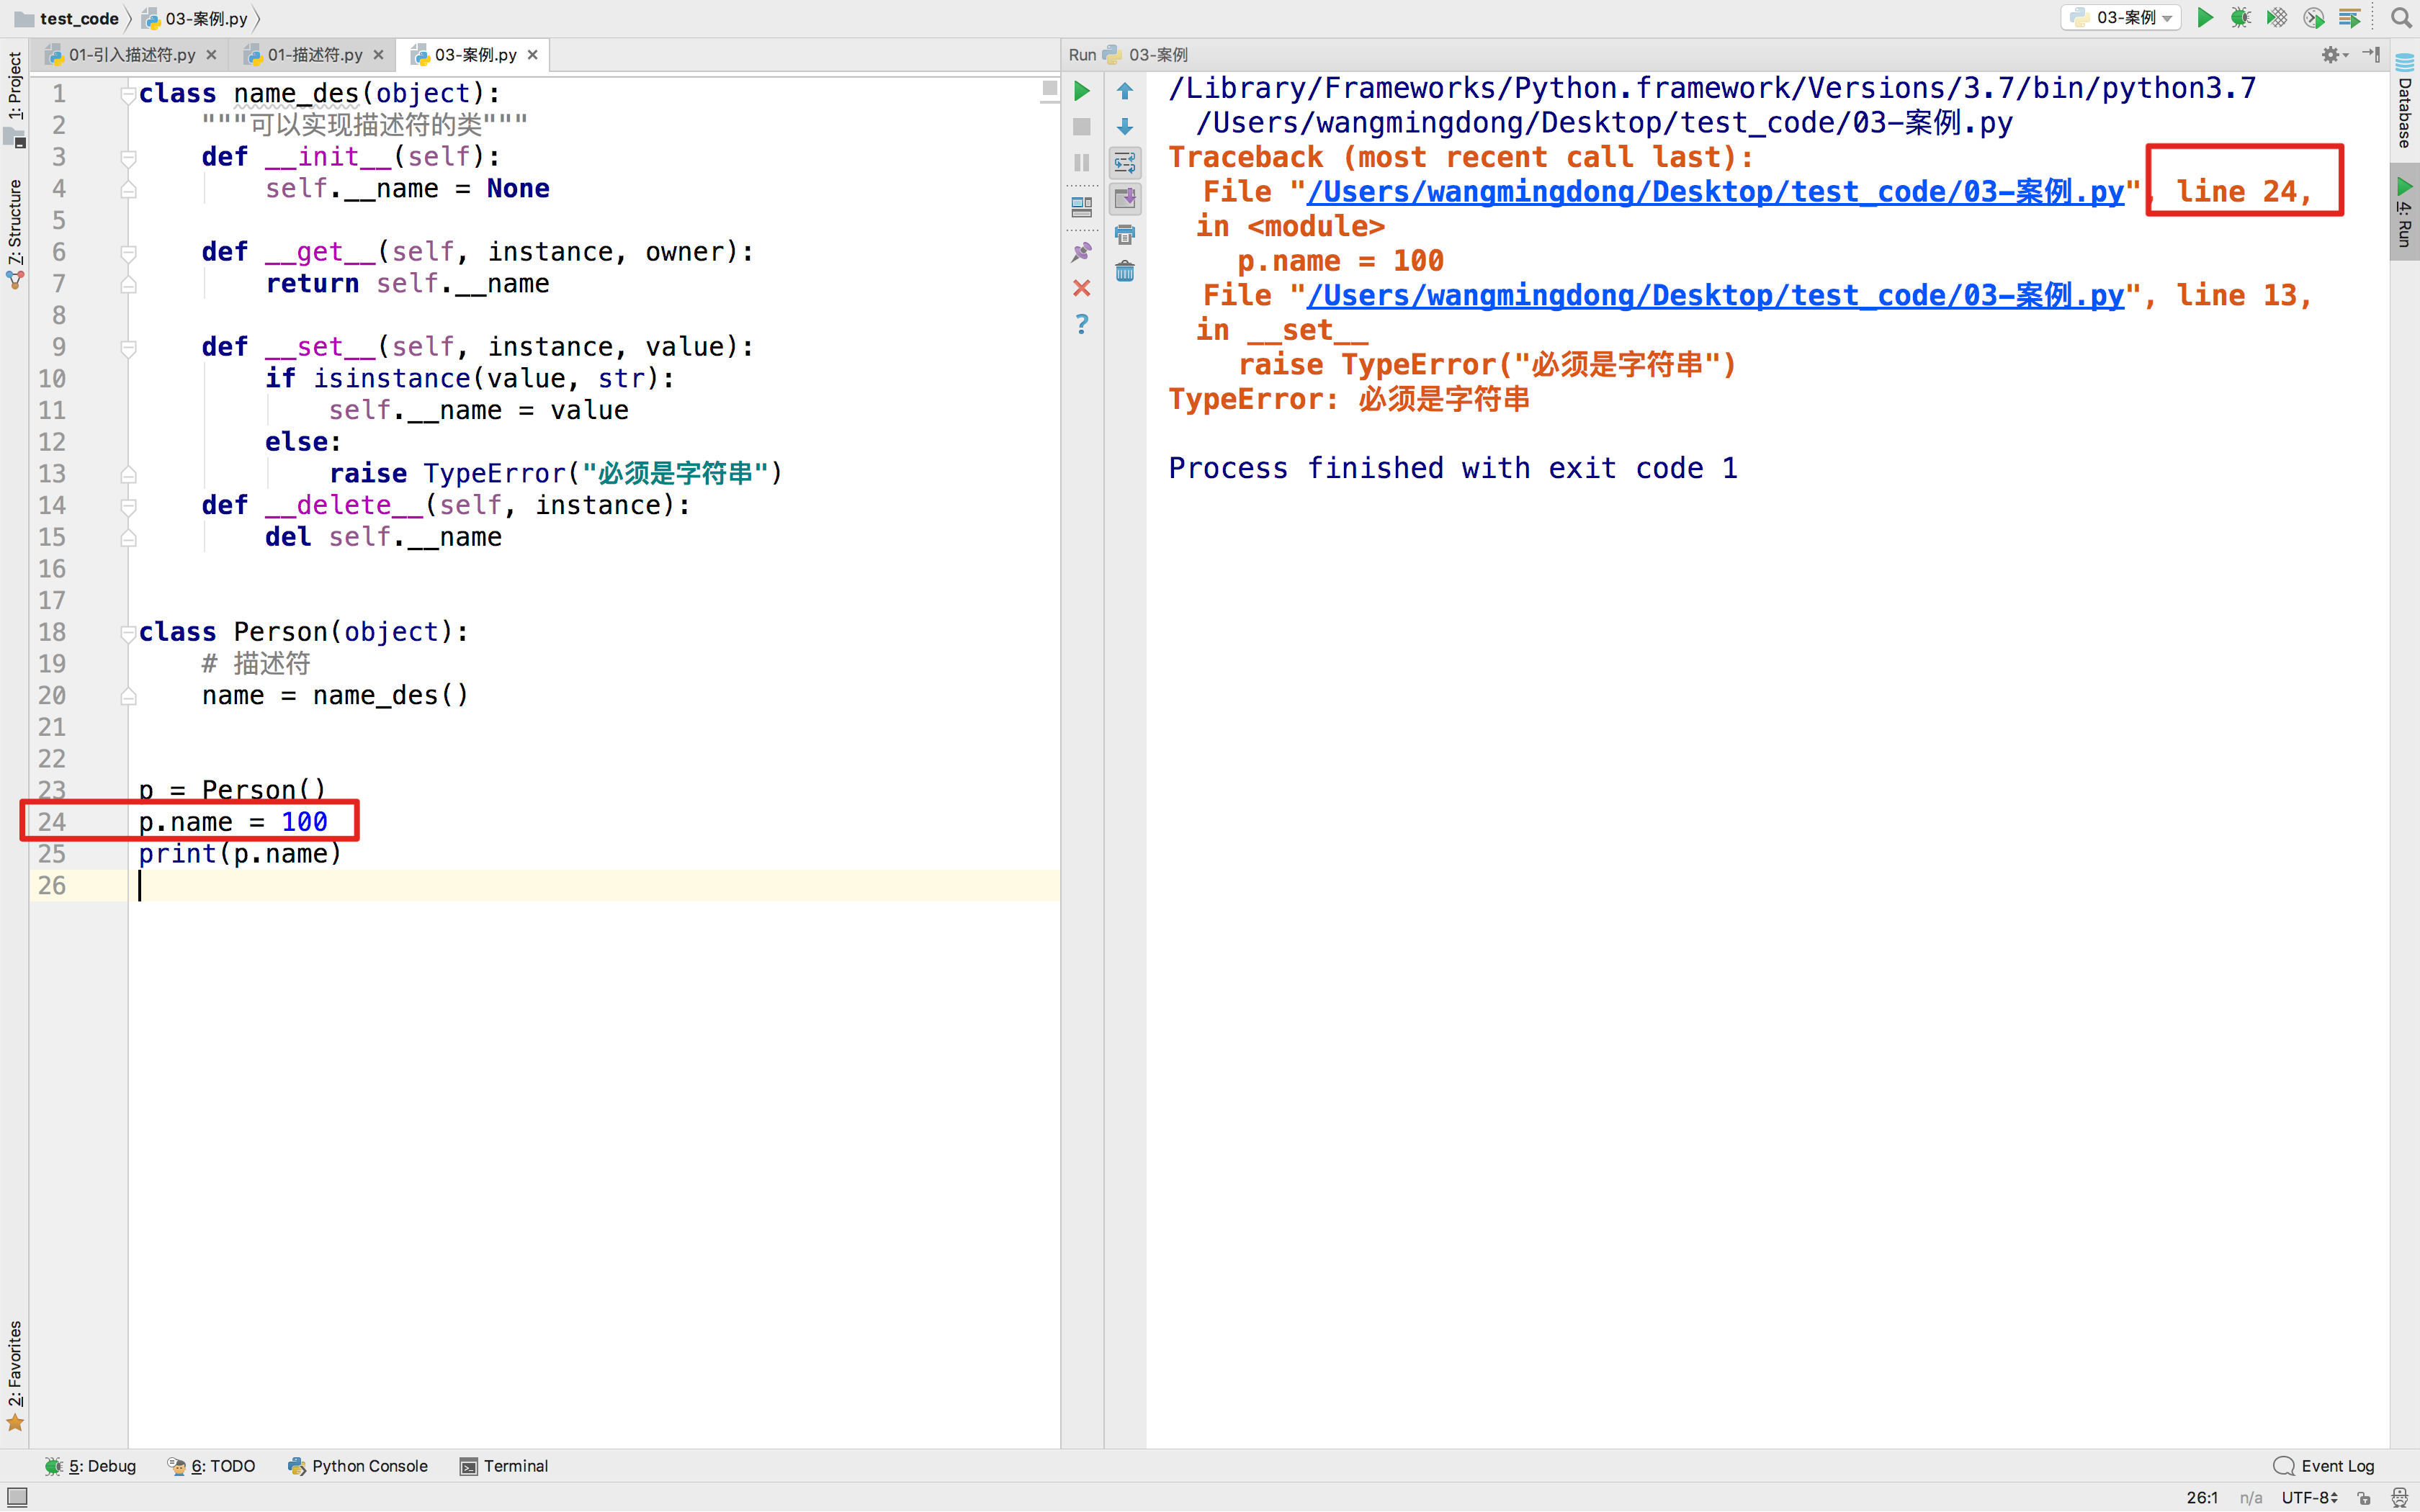 test_code
03-案例.py
03-案例
01-引入描述符.py
01-描述符.py
03-案例.py
Run
03-案例
1: Project
7: Structure
2: Favorites
Database
4: Run
1 class name_des(object):
2     """可以实现描述符的类"""
3     def __init__(self):
4         self.__name = None
5
6     def __get__(self, instance, owner):
7         return self.__name
8
9     def __set__(self, instance, value):
10         if isinstance(value, str):
11             self.__name = value
12         else:
13             raise TypeError("必须是字符串")
14     def __delete__(self, instance):
15         del self.__name
16
17
18 class Person(object):
19     # 描述符
20     name = name_des()
21
22
23 p = Person()
24 p.name = 100
25 print(p.name)
26
/Library/Frameworks/Python.framework/Versions/3.7/bin/python3.7
/Users/wangmingdong/Desktop/test_code/03-案例.py
Traceback (most recent call last):
File "/Users/wangmingdong/Desktop/test_code/03-案例.py", line 24,
in <module>
p.name = 100
File "/Users/wangmingdong/Desktop/test_code/03-案例.py", line 13,
in __set__
raise TypeError("必须是字符串")
TypeError: 必须是字符串
Process finished with exit code 1
5: Debug
6: TODO
Python Console
Terminal
Event Log
26:1
n/a
UTF-8